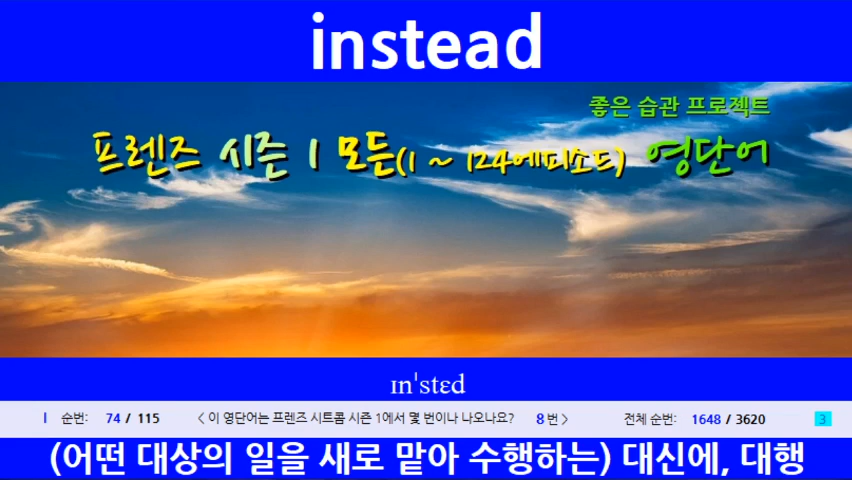 instead
좋은 습관 프로젝트
프렌즈 시즌 1 모든(1 ~ 124에피소드) 영단어
ɪnˈstɛd
I 순번: 74 / 115 < 이 영단어는 프렌즈 시트콤 시즌 1에서 몇 번이나 나오나요? 8 번 > 전체 순번: 1648 / 3620 3
(어떤 대상의 일을 새로 맡아 수행하는) 대신에, 대행